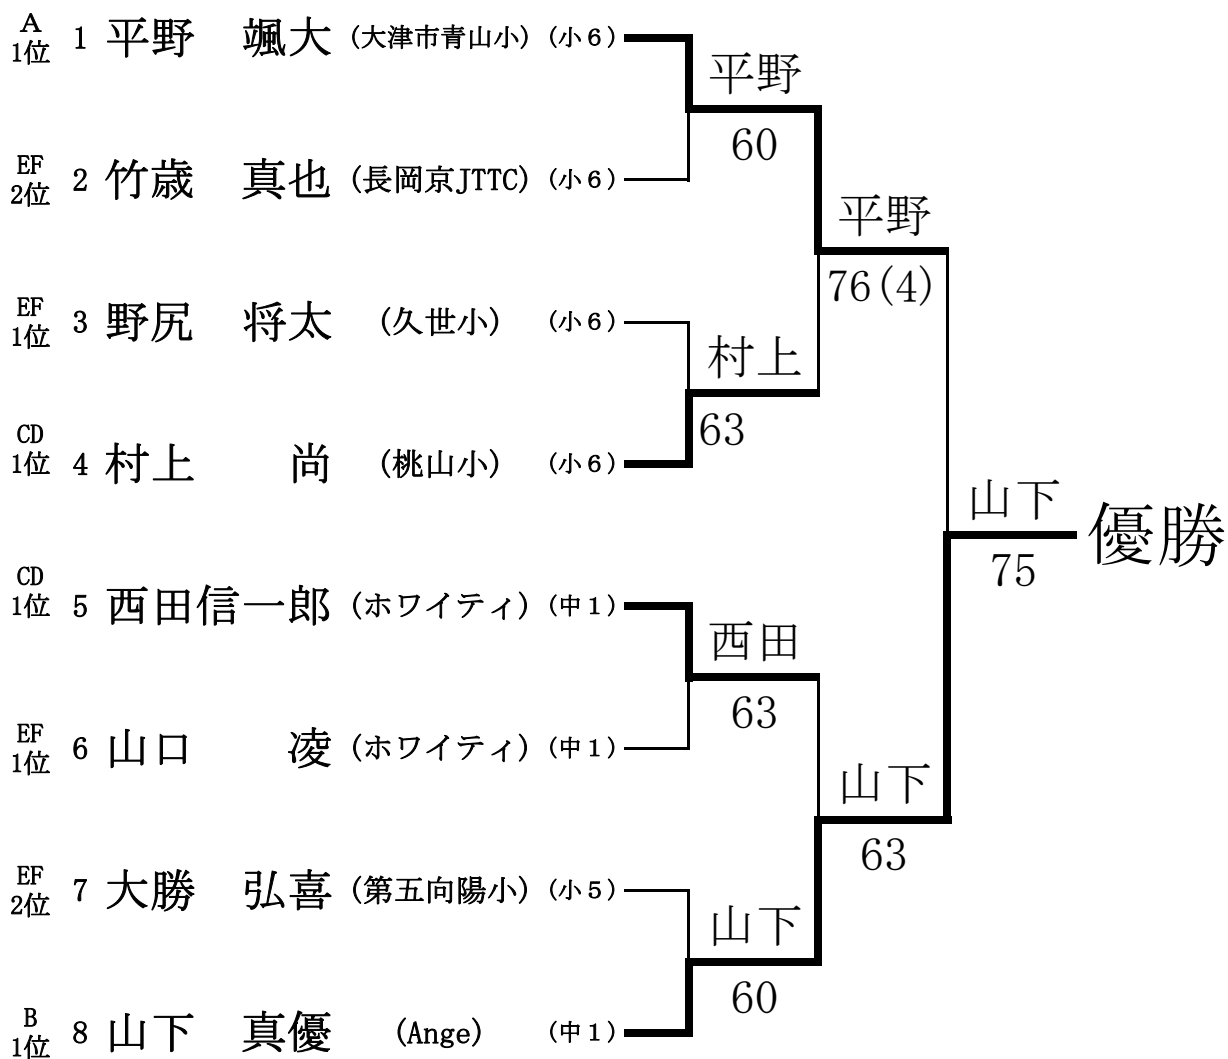 A
1位 1 平野 颯大 (大津市青山小) (小６)
平野
60
EF
2位 2 竹歳 真也 (長岡京JTTC) (小６)
平野
76(4)
EF
1位 3 野尻 将太 (久世小) (小６)
村上
63
CD
1位 4 村上 尚 (桃山小) (小６)
山下 優勝
75
CD
1位 5 西田信一郎 (ホワイティ) (中１)
西田
63
EF
1位 6 山口 凌 (ホワイティ) (中１)
山下
63
EF
2位 7 大勝 弘喜 (第五向陽小) (小５)
山下
60
B
1位 8 山下 真優 (Ange) (中１)